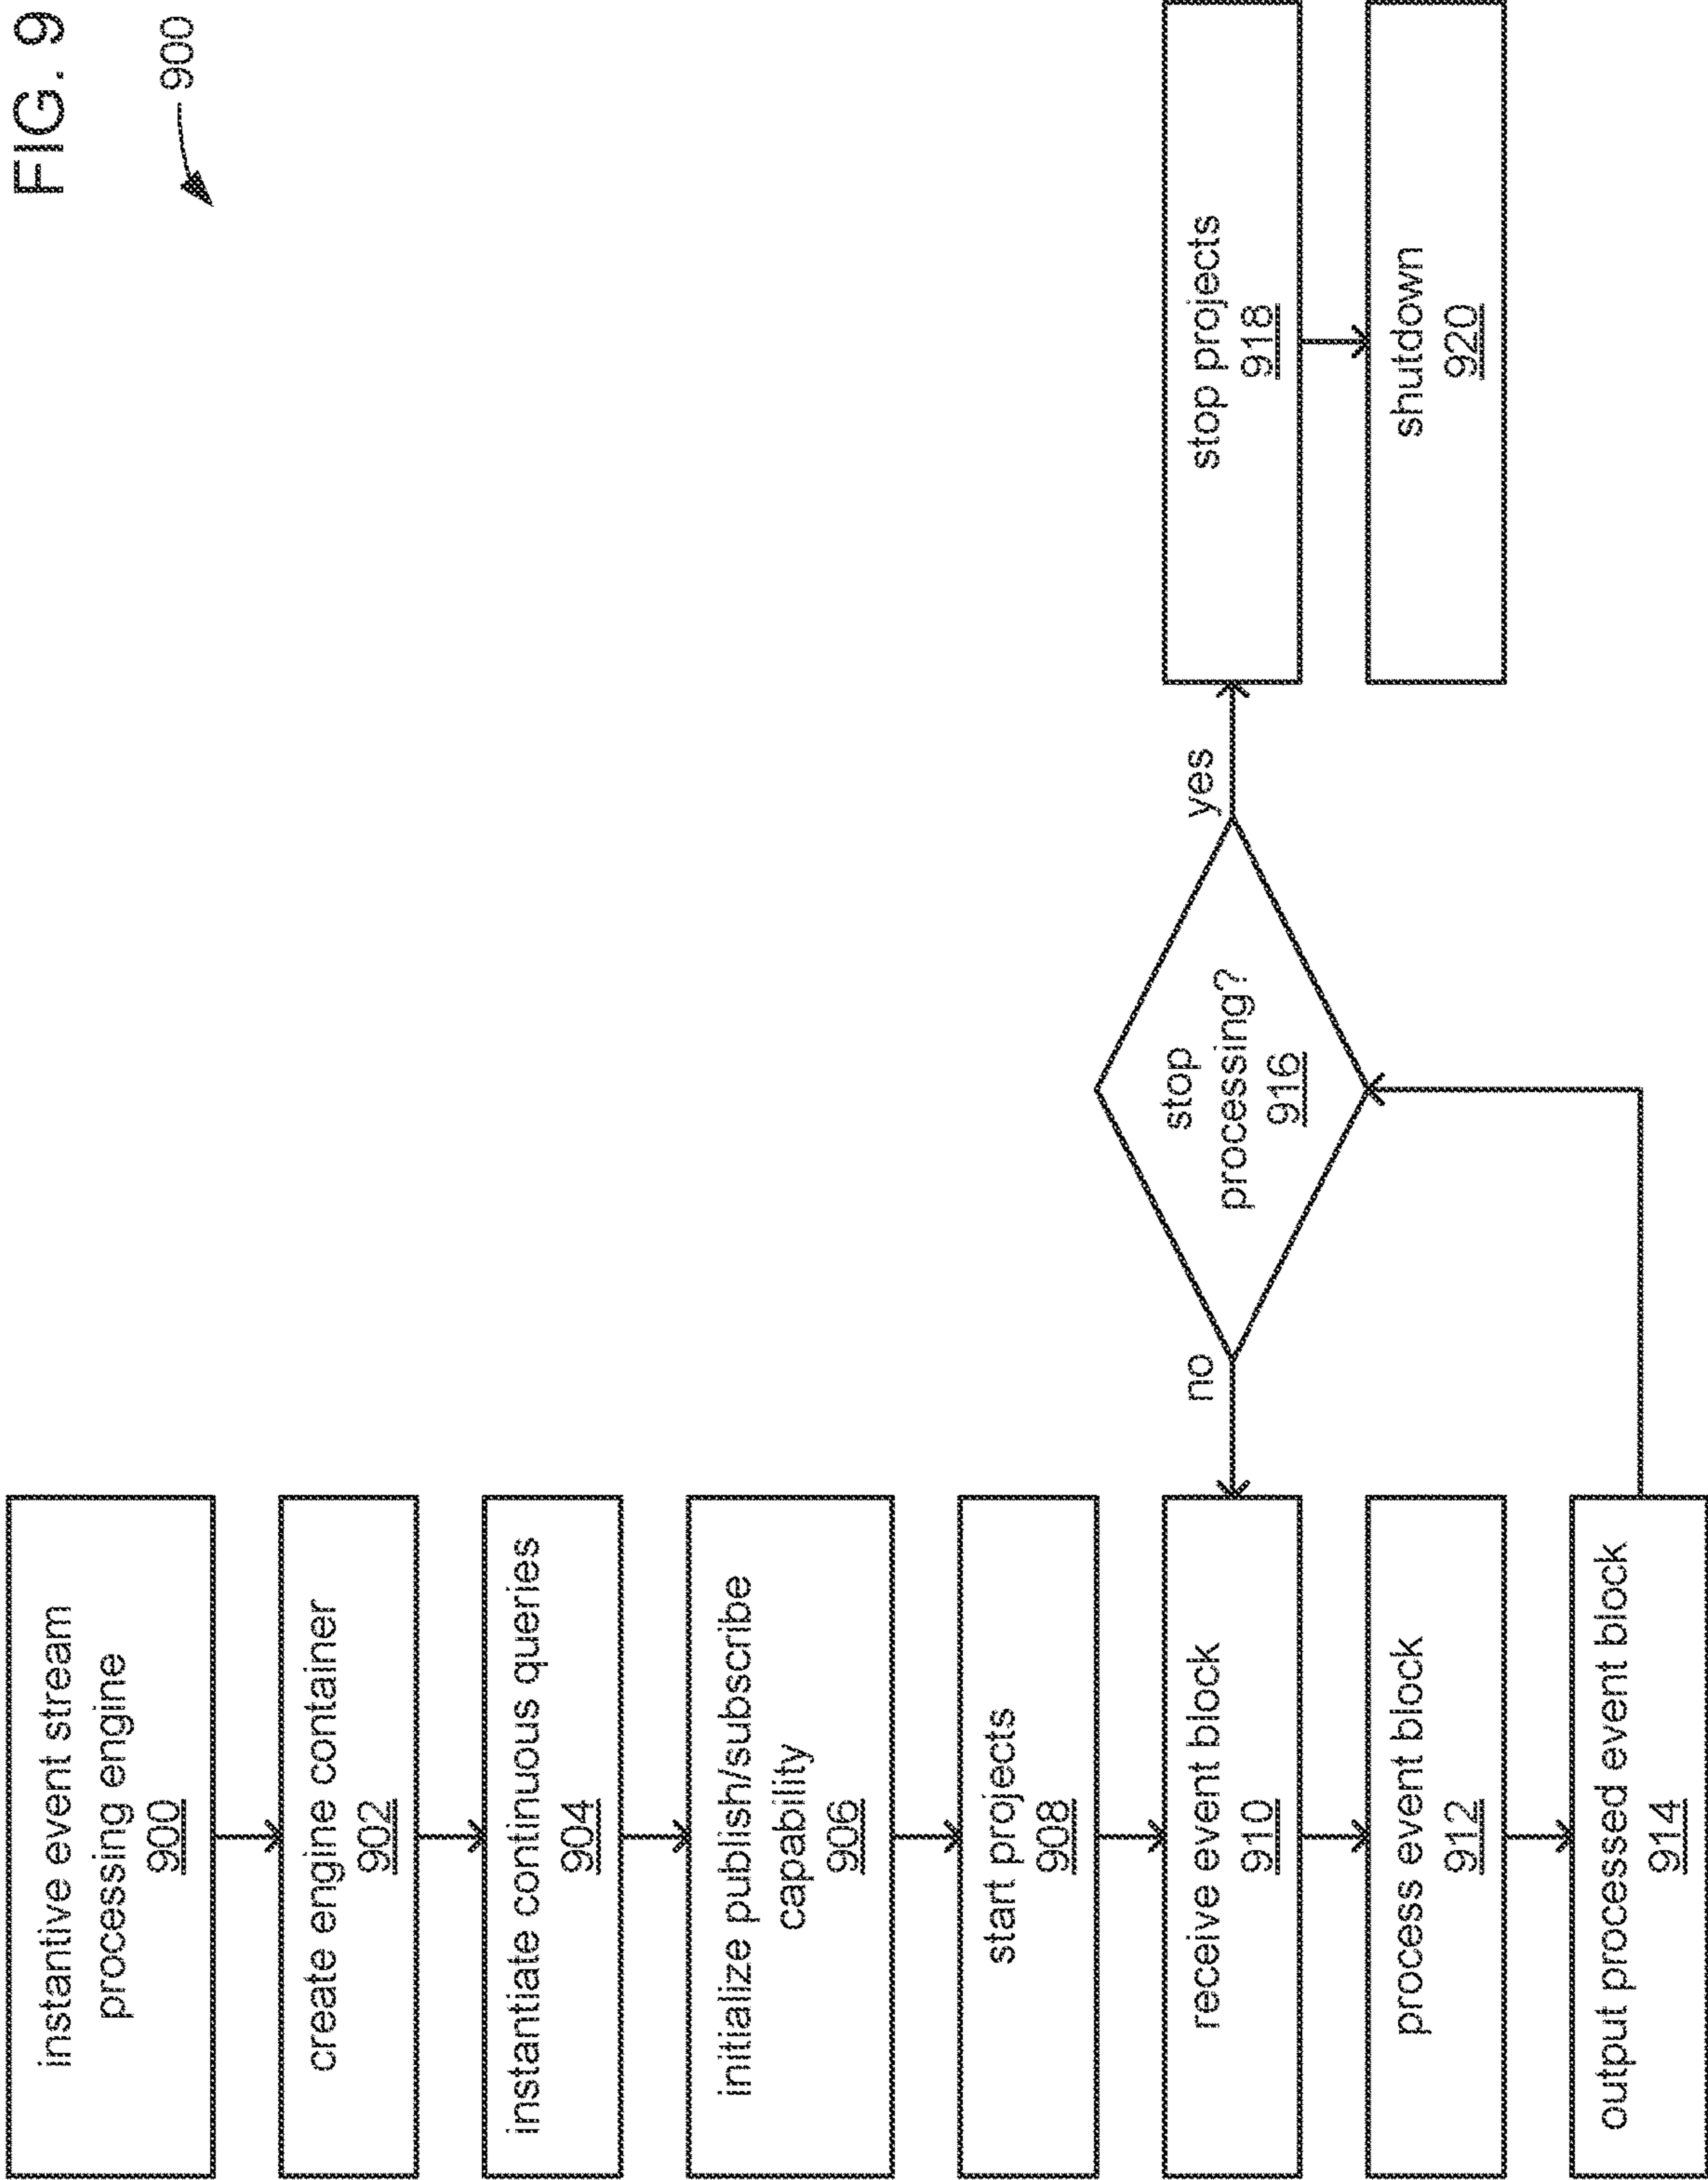 FIG. 9
900
instantive event stream
processing engine
900
create engine container
902
instantiate continuous queries
904
initialize publish/subscribe
capability
906
start projects
908
receive event block
910
process event block
912
output processed event block
914
no
stop
processing?
916
yes
stop projects
918
shutdown
920